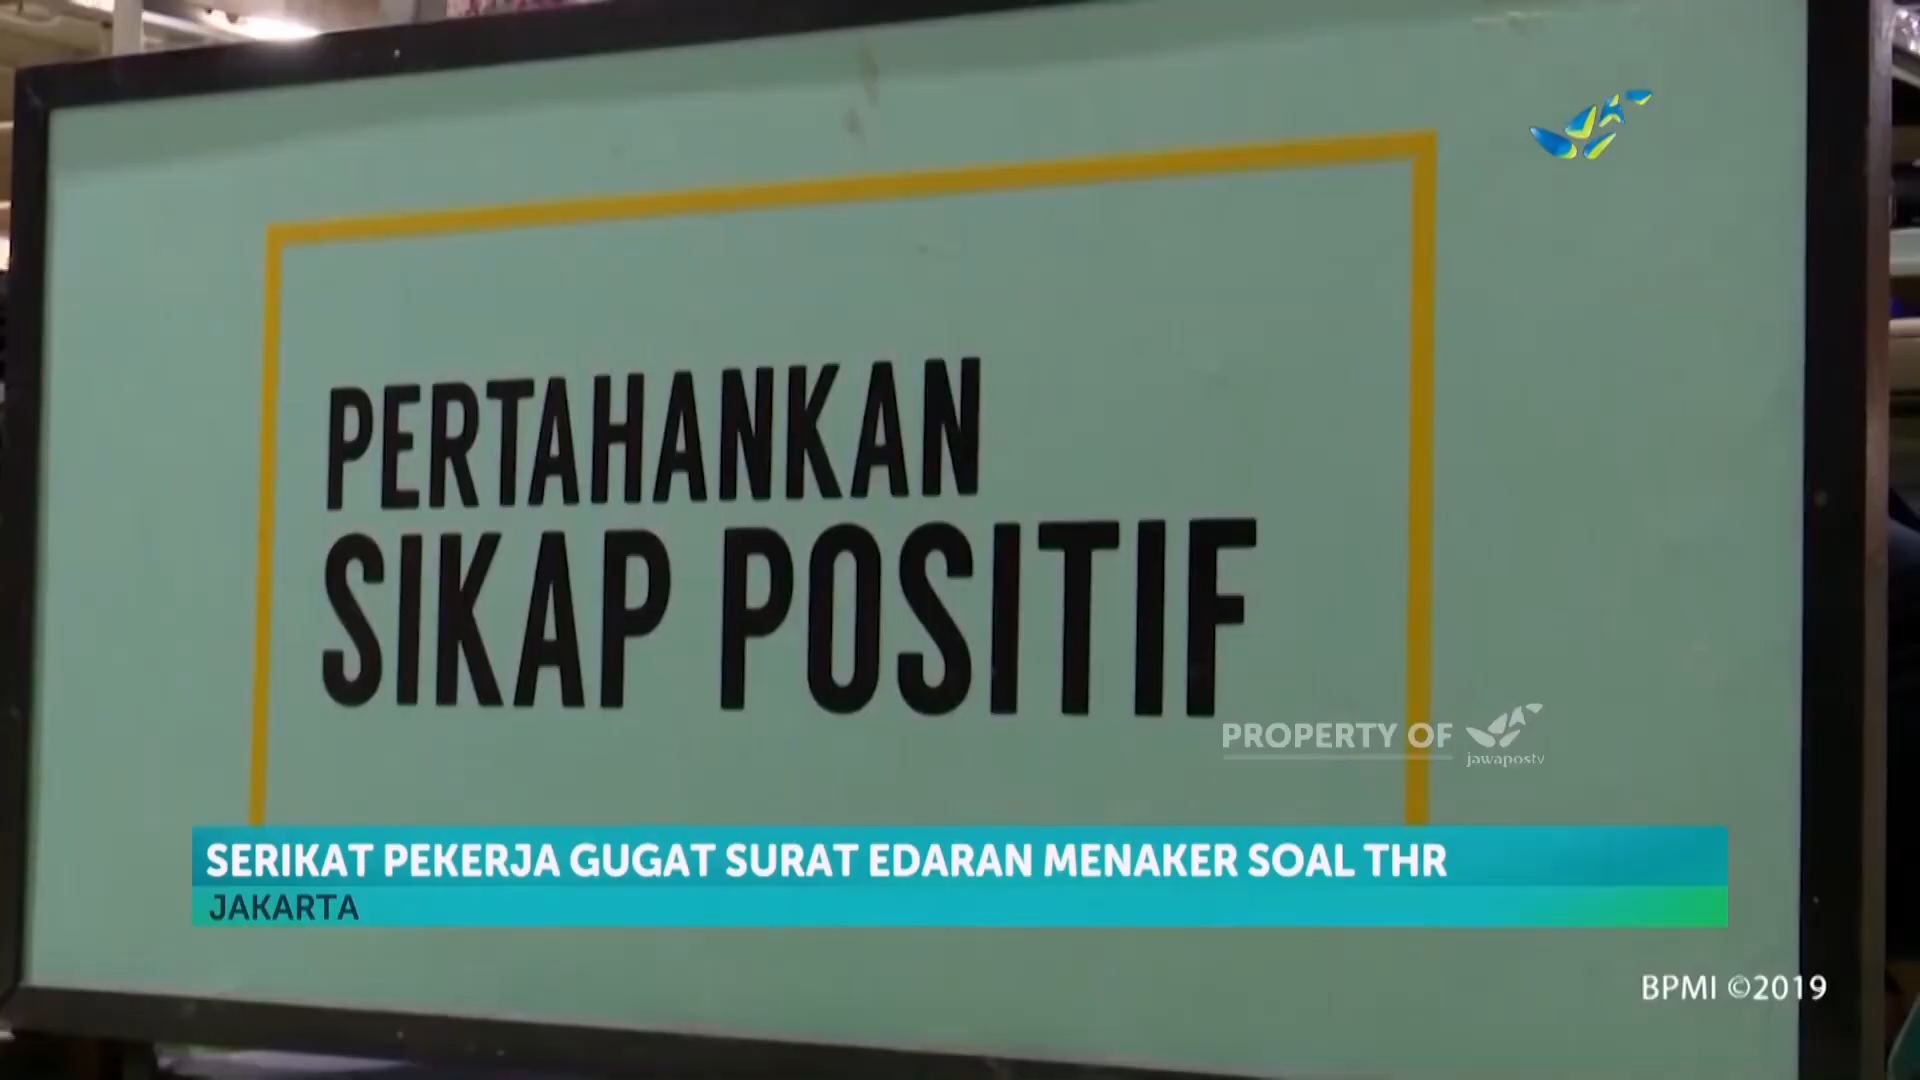 PERTAHANKAN
SIKAP POSITIF
PROPERTY OF
jawapostv
SERIKAT PEKERJA GUGAT SURAT EDARAN MENAKER SOAL THR
JAKARTA
BPMI ©2019